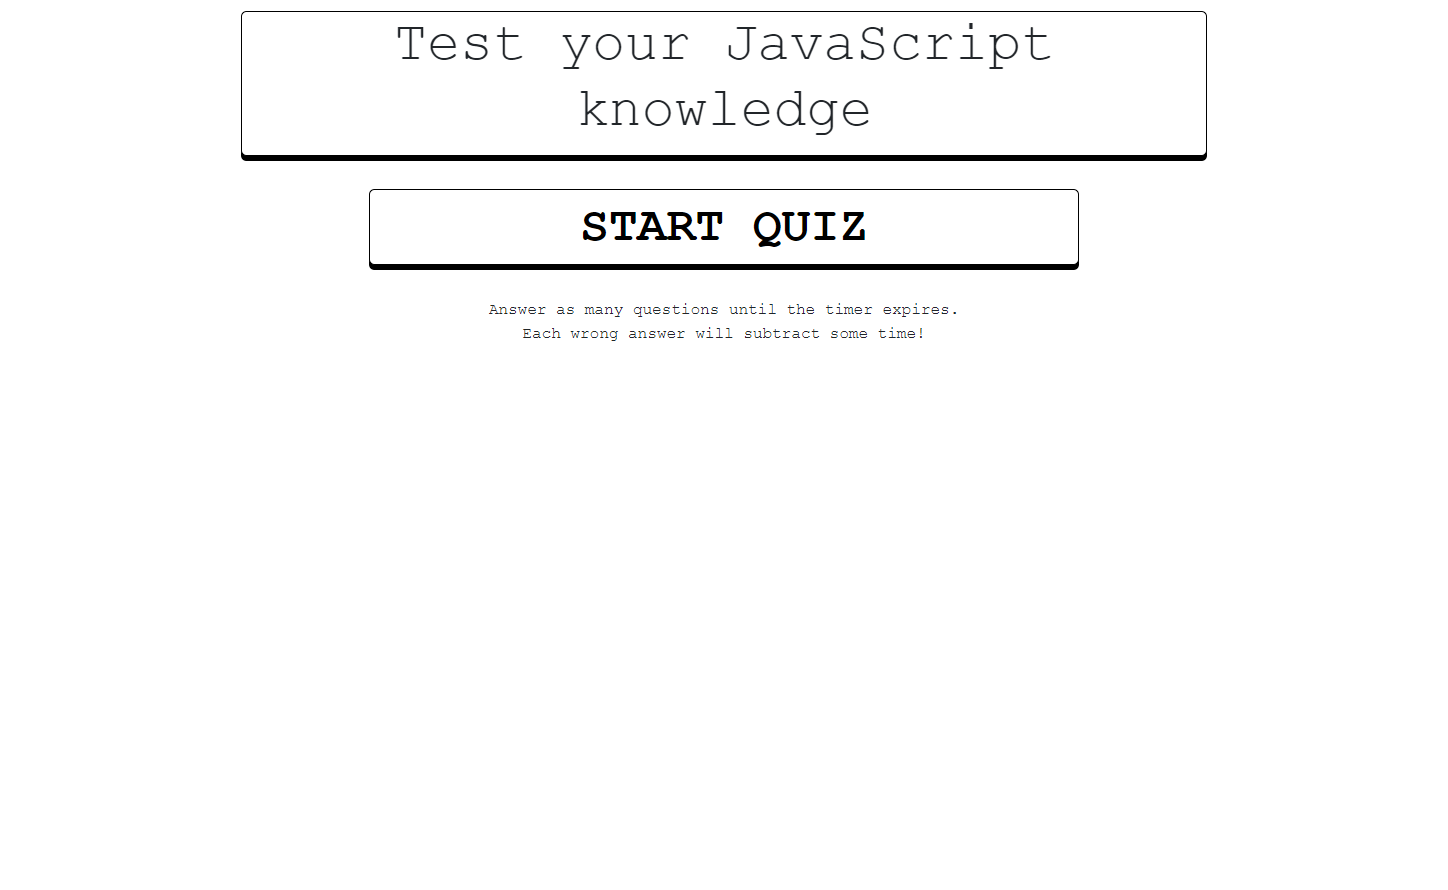 Test your JavaScript
knowledge
START QUIZ
Answer as many questions until the timer expires.
Each wrong answer will subtract some time!